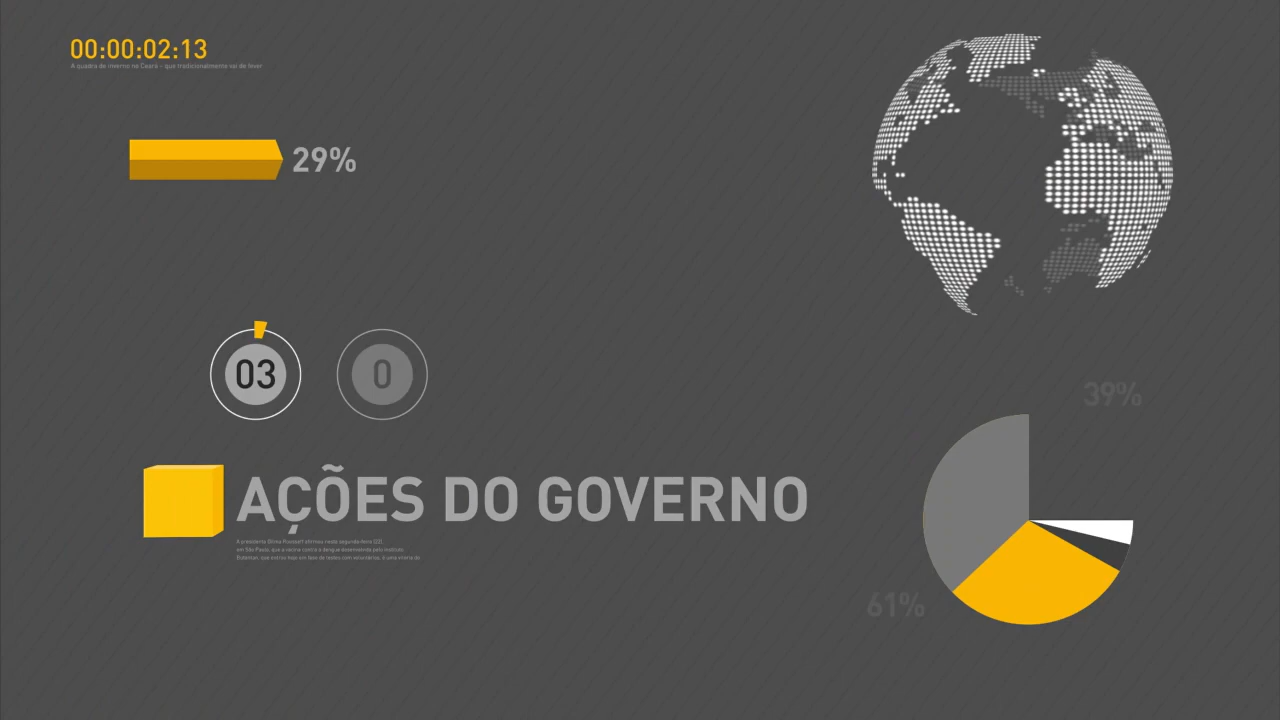 00:00:02:13
A quadra de inverno no Ceará – que tradicionalmente vai de fever
29%
03
0
39%
AÇÕES DO GOVERNO
A presidente Dilma Rousseff afirmou nesta segunda-feira (22),
em São Paulo, que a vacina contra a dengue desenvolvida pelo Instituto
Butantan, que entrou hoje em fase de testes com voluntários, é uma vitória do
61%